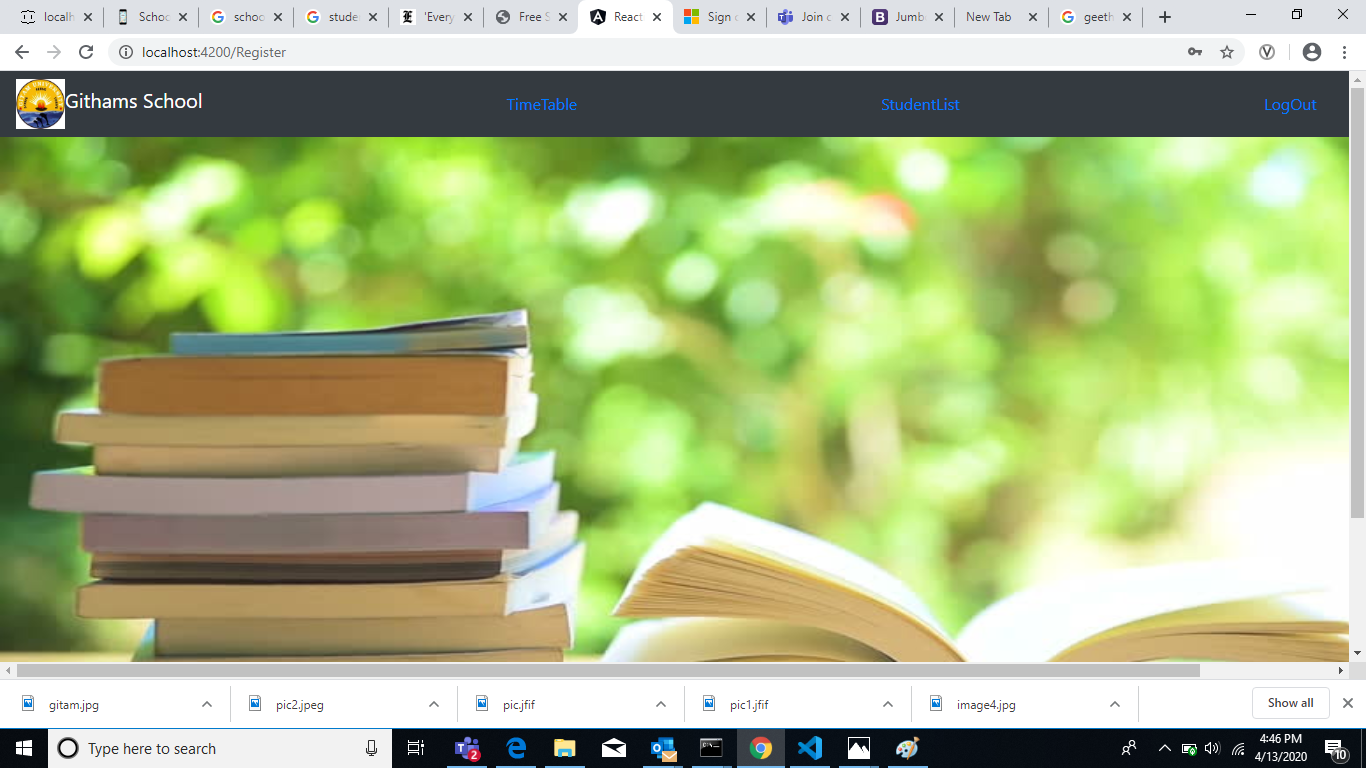 localh
Schoo
schoo
stude
'Every
Free S
React
Sign o
Join c
Jumb
New Tab
geeth
localhost:4200/Register
Githams School
TimeTable
StudentList
LogOut
gitam.jpg
pic2.jpeg
pic.jfif
pic1.jfif
image4.jpg
Show all
Type here to search
2
4:46 PM
4/13/2020
10